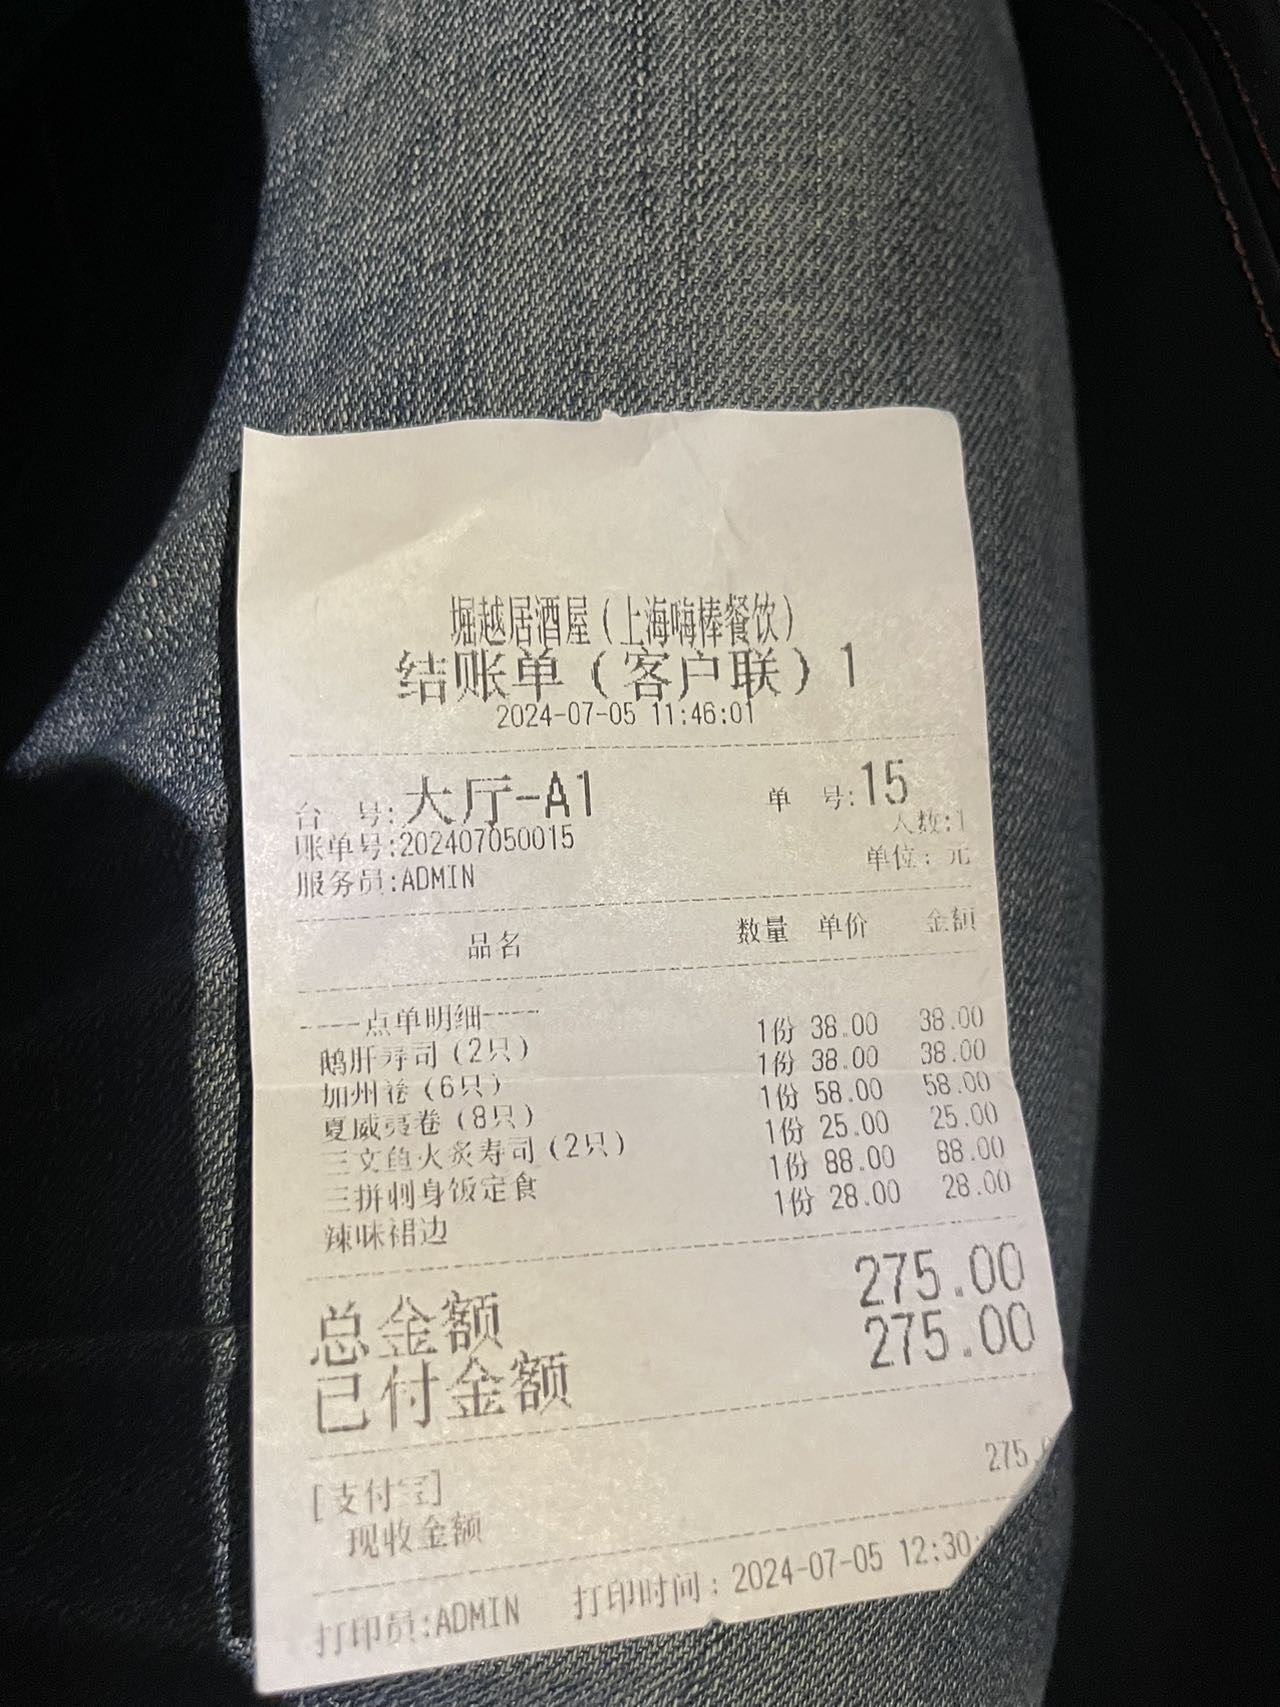 堀越居酒屋(上海嗨棒餐饮)
结账单(客户联)1
2024-07-05 11:46:01
台 号:大厅-A1 单 号:15
人数:1
账单号:202407050015
单位: 元
服务员:ADMIN
品名 数量 单价 金额
----点单明细----
鹅肝寿司(2只) 1份 38.00 38.00
加州卷(6只) 1份 38.00 38.00
夏威夷卷(8只) 1份 58.00 58.00
三文鱼火炙寿司(2只) 1份 25.00 25.00
三拼刺身饭定食 1份 88.00 88.00
辣味裙边 1份 28.00 28.00
总金额 275.00
已付金额 275.00
[支付宝]
现收金额 275.
打印员:ADMIN 打印时间: 2024-07-05 12:30: